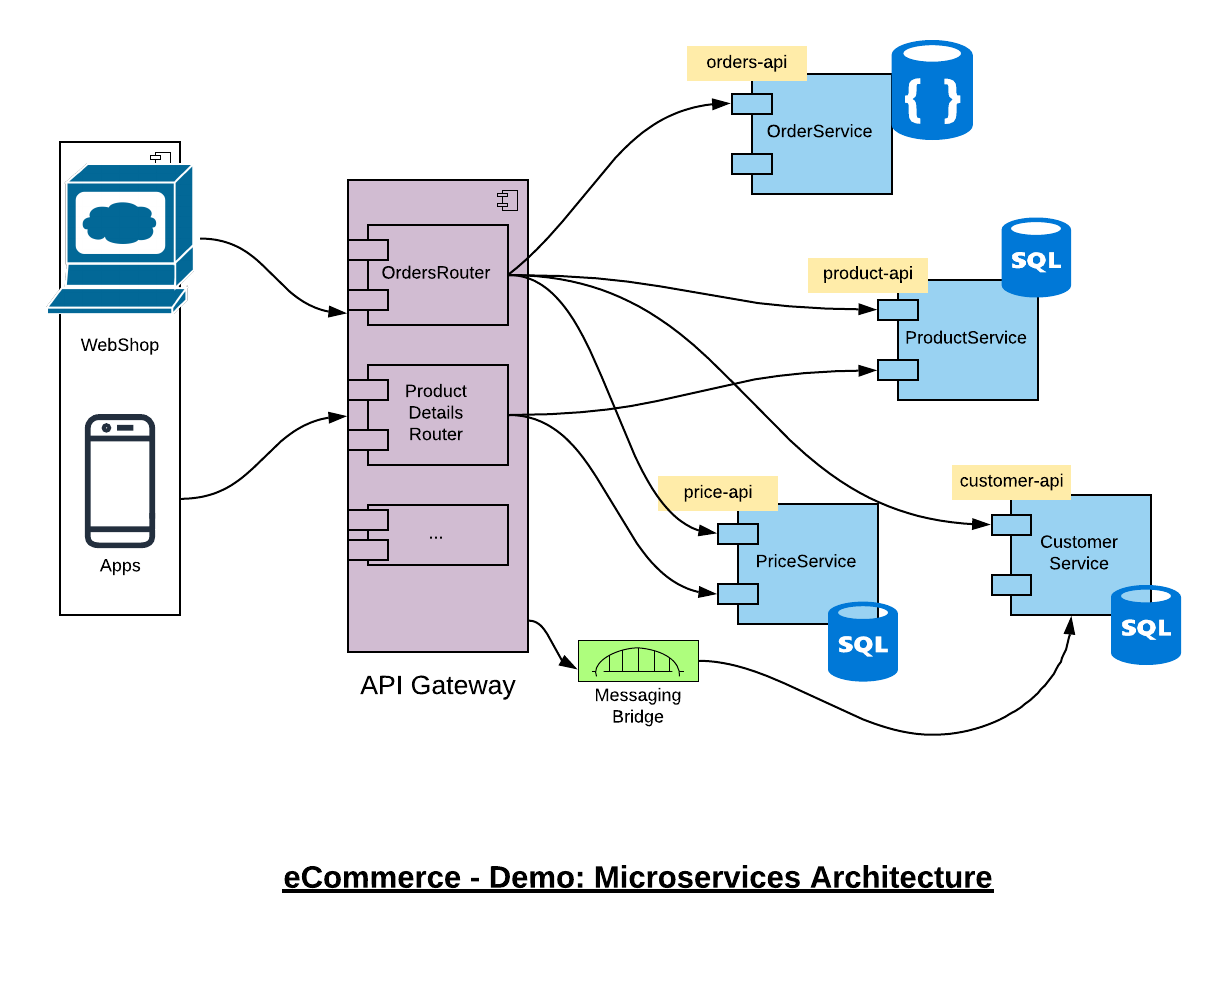 orders-api
{ }
OrderService
OrdersRouter
product-api
SQL
ProductService
WebShop
Product
Details
Router
price-api
customer-api
...
PriceService
Customer
Service
Apps
SQL
SQL
API Gateway
Messaging
Bridge
eCommerce - Demo: Microservices Architecture